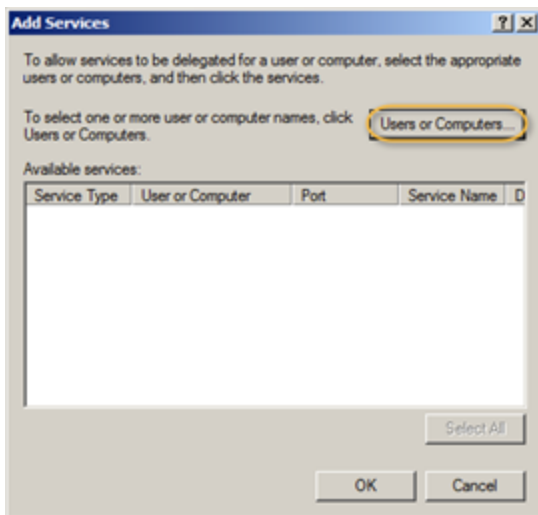 Add Services
To allow services to be delegated for a user or computer, select the appropriate
users or computers, and then click the services.
To select one or more user or computer names, click
Users or Computers.
Users or Computers...
Available services:
Service Type User or Computer Port Service Name D
Select All
OK Cancel